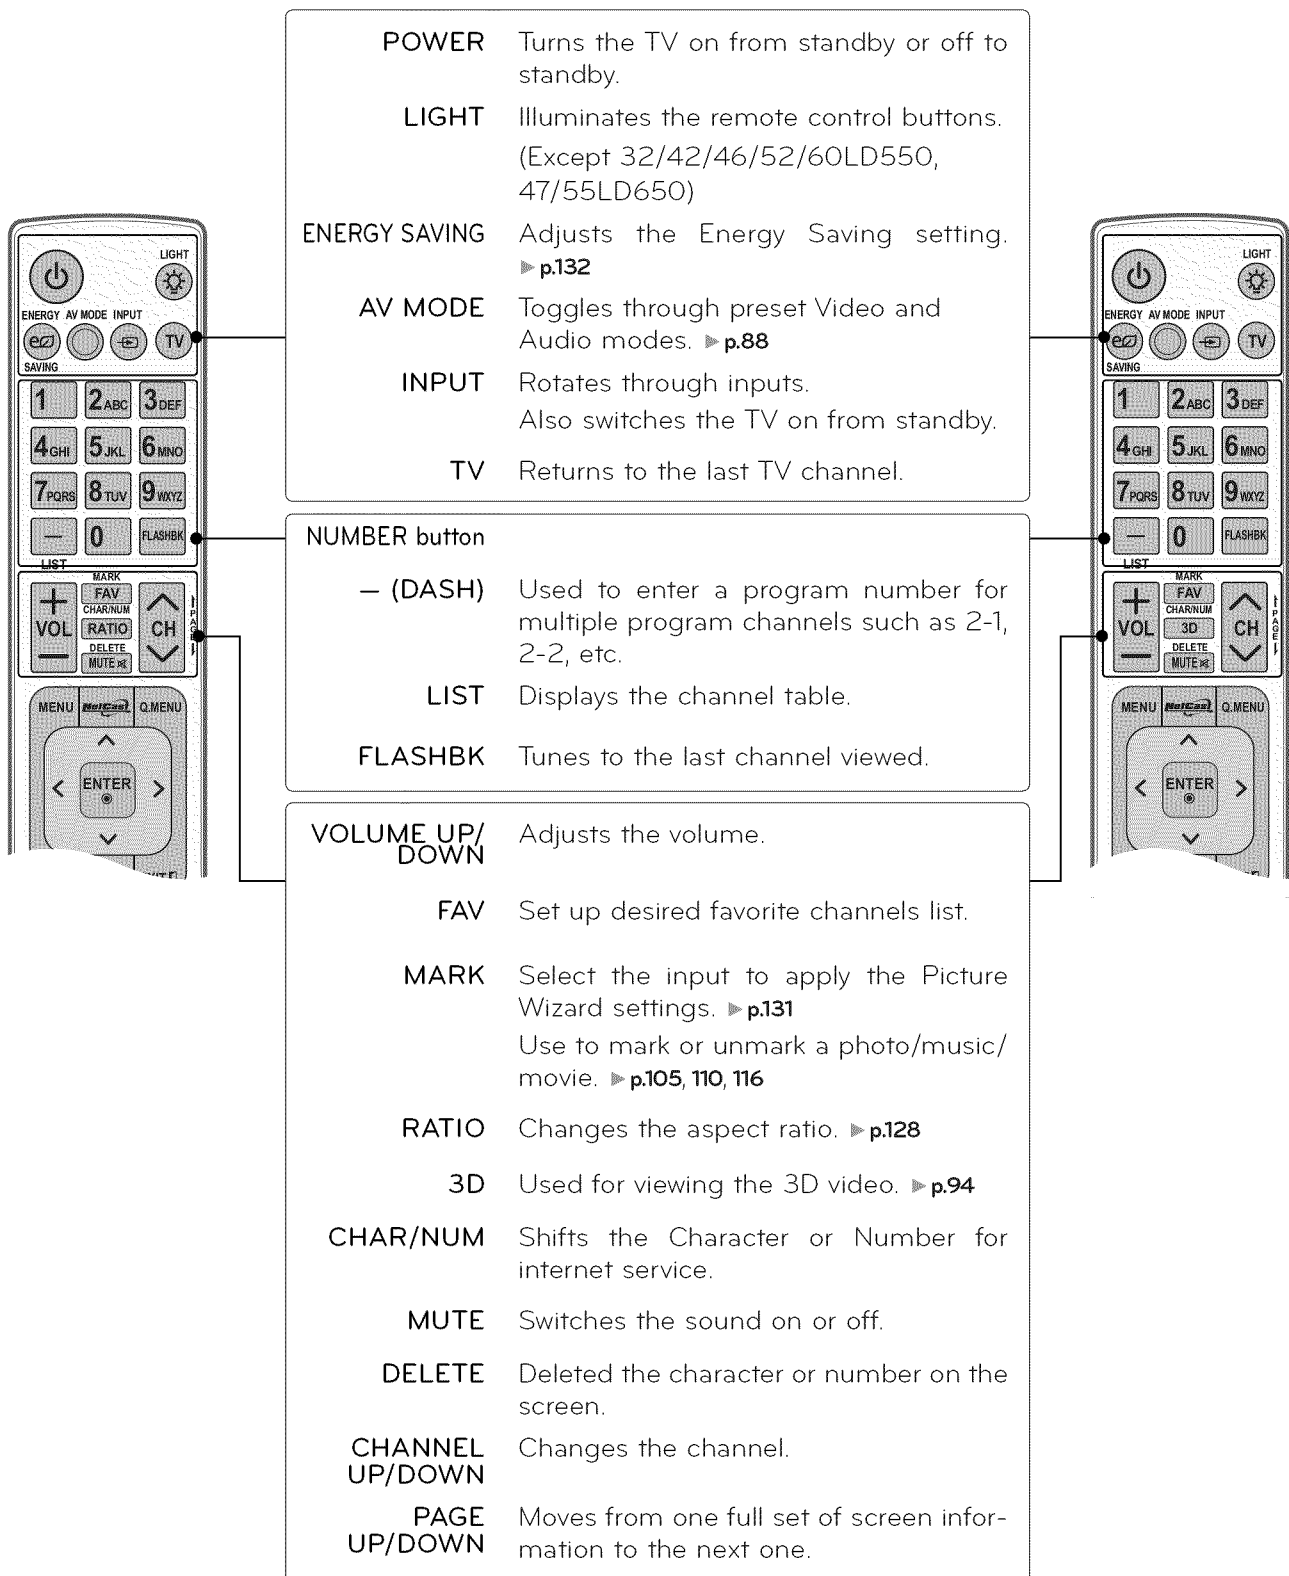 POWER Turns the TV on from standby or off to
standby.
LIGHT Illuminates the remote control buttons.
(Except 32/42/46/52/60LD550,
47/55LD650)
ENERGY SAVING Adjusts the Energy Saving setting.
▶ p.132
AV MODE Toggles through preset Video and
Audio modes. ▶ p.88
INPUT Rotates through inputs.
Also switches the TV on from standby.
TV Returns to the last TV channel.
NUMBER button
— (DASH) Used to enter a program number for
multiple program channels such as 2-1,
2-2, etc.
LIST Displays the channel table.
FLASHBK Tunes to the last channel viewed.
VOLUME UP/
DOWN Adjusts the volume.
FAV Set up desired favorite channels list.
MARK Select the input to apply the Picture
Wizard settings. ▶ p.131
Use to mark or unmark a photo/music/
movie. ▶ p.105, 110, 116
RATIO Changes the aspect ratio. ▶ p.128
3D Used for viewing the 3D video. ▶ p.94
CHAR/NUM Shifts the Character or Number for
internet service.
MUTE Switches the sound on or off.
DELETE Deleted the character or number on the
screen.
CHANNEL
UP/DOWN Changes the channel.
PAGE
UP/DOWN Moves from one full set of screen infor-
mation to the next one.
LIGHT
ENERGY AV MODE INPUT
TV
SAVING
1 2ABC 3DEF
4GHI 5JKL 6MNO
7PQRS 8TUV 9WXYZ
— 0 FLASHBK
LIST
MARK
FAV
CHAR/NUM
VOL RATIO CH
PAGE
DELETE
MUTE
MENU NetCast Q.MENU
ENTER
LIGHT
ENERGY AV MODE INPUT
TV
SAVING
1 2ABC 3DEF
4GHI 5JKL 6MNO
7PQRS 8TUV 9WXYZ
— 0 FLASHBK
LIST
MARK
FAV
CHAR/NUM
VOL 3D CH
PAGE
DELETE
MUTE
MENU NetCast Q.MENU
ENTER